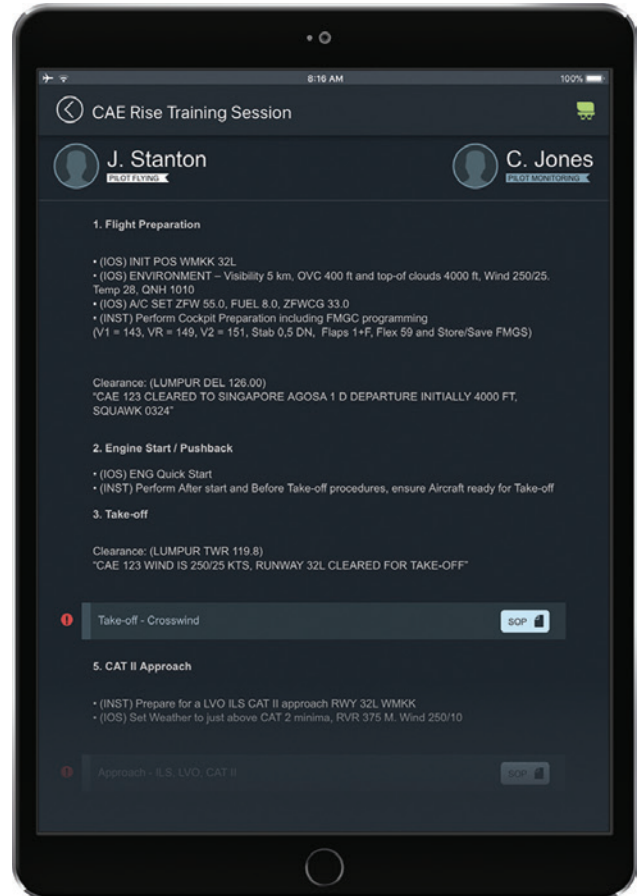 8:16 AM
100%
CAE Rise Training Session
J. Stanton
PILOT FLYING
C. Jones
PILOT MONITORING
1. Flight Preparation
• (IOS) INIT POS WMKK 32L
• (IOS) ENVIRONMENT – Visibility 5 km, OVC 400 ft and top-of clouds 4000 ft, Wind 250/25.
Temp 28, QNH 1010
• (IOS) A/C SET ZFW 55.0, FUEL 8.0, ZFWCG 33.0
• (INST) Perform Cockpit Preparation including FMGC programming
(V1 = 143, VR = 149, V2 = 151, Stab 0,5 DN, Flaps 1+F, Flex 59 and Store/Save FMGS)
Clearance: (LUMPUR DEL 126.00)
"CAE 123 CLEARED TO SINGAPORE AGOSA 1 D DEPARTURE INITIALLY 4000 FT,
SQUAWK 0324"
2. Engine Start / Pushback
• (IOS) ENG Quick Start
• (INST) Perform After start and Before Take-off procedures, ensure Aircraft ready for Take-off
3. Take-off
Clearance: (LUMPUR TWR 119.8)
"CAE 123 WIND IS 250/25 KTS, RUNWAY 32L CLEARED FOR TAKE-OFF"
Take-off - Crosswind
SOP
5. CAT II Approach
• (INST) Prepare for a LVO ILS CAT II approach RWY 32L WMKK
• (IOS) Set Weather to just above CAT 2 minima, RVR 375 M. Wind 250/10
Approach - ILS, LVO, CAT II
SOP